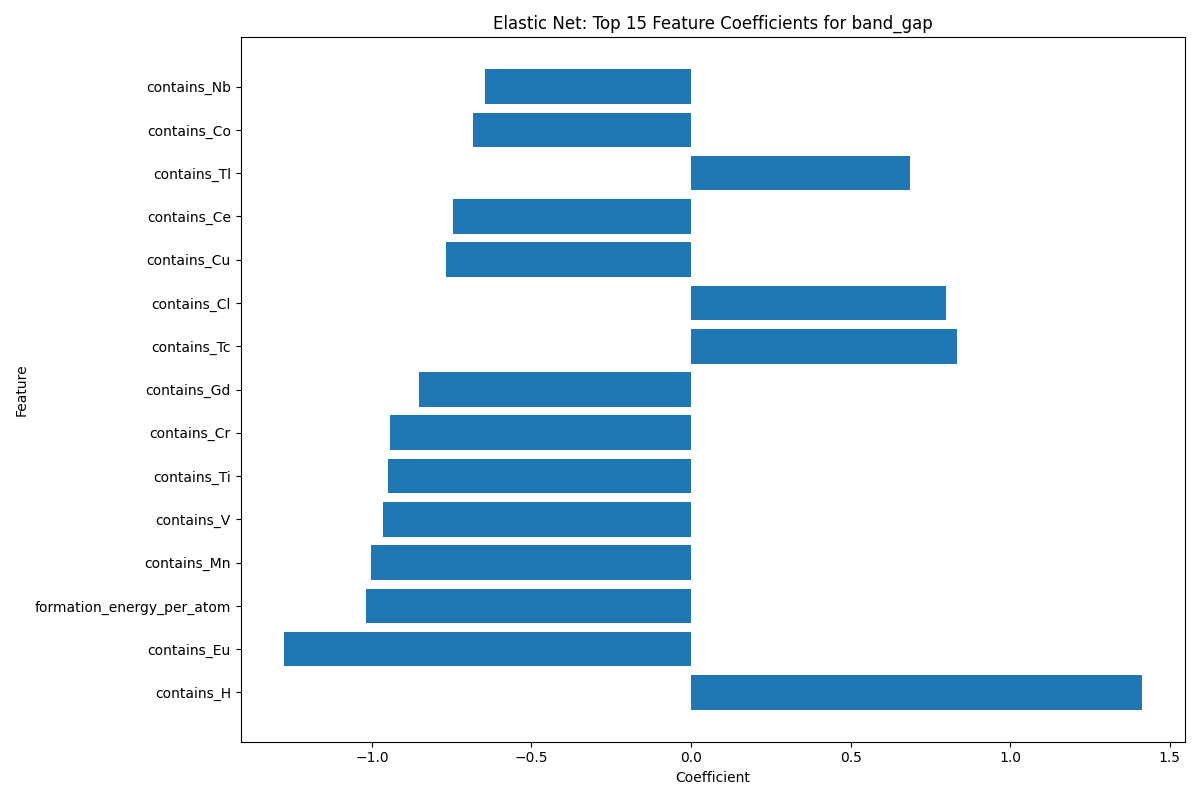 Elastic Net: Top 15 Feature Coefficients for band_gap
contains_Nb
contains_Co
contains_Tl
contains_Ce
contains_Cu
contains_Cl
contains_Tc
contains_Gd
contains_Cr
contains_Ti
contains_V
contains_Mn
formation_energy_per_atom
contains_Eu
contains_H
Feature
−1.0 −0.5 0.0 0.5 1.0 1.5
Coefficient